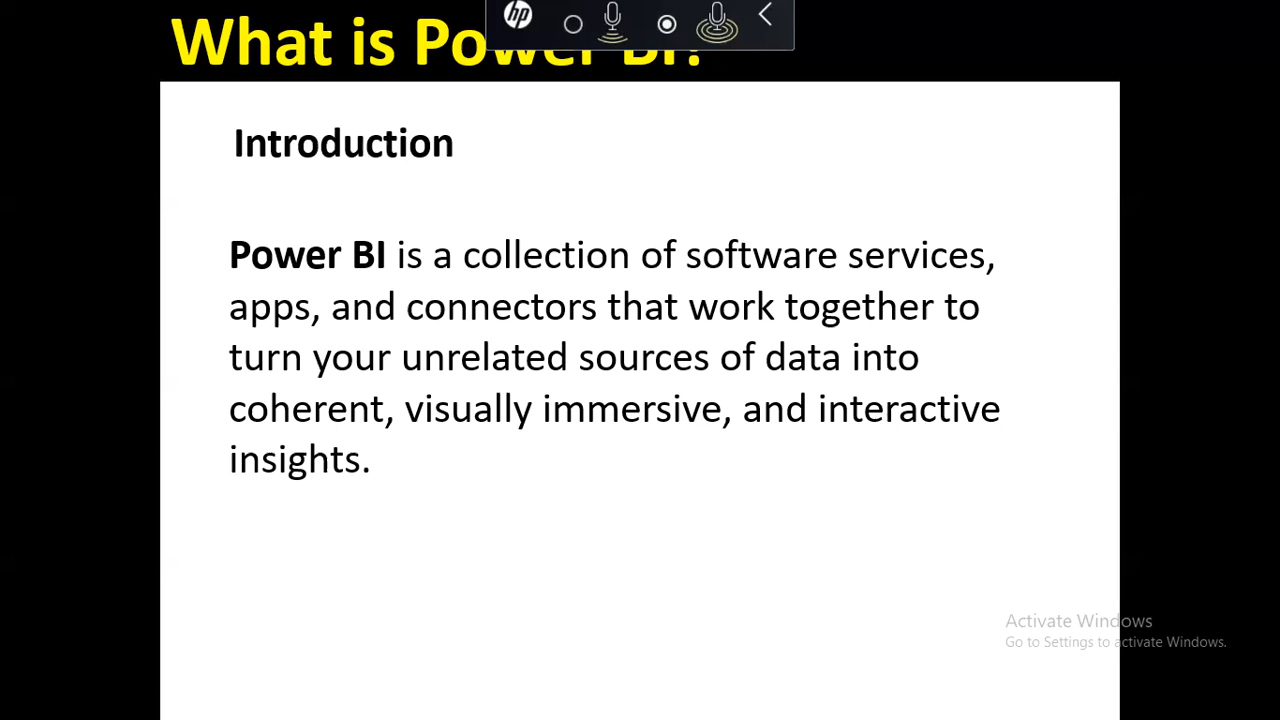 What is Power BI?
hp
Introduction
Power BI is a collection of software services,
apps, and connectors that work together to
turn your unrelated sources of data into
coherent, visually immersive, and interactive
insights.
Activate Windows
Go to Settings to activate Windows.